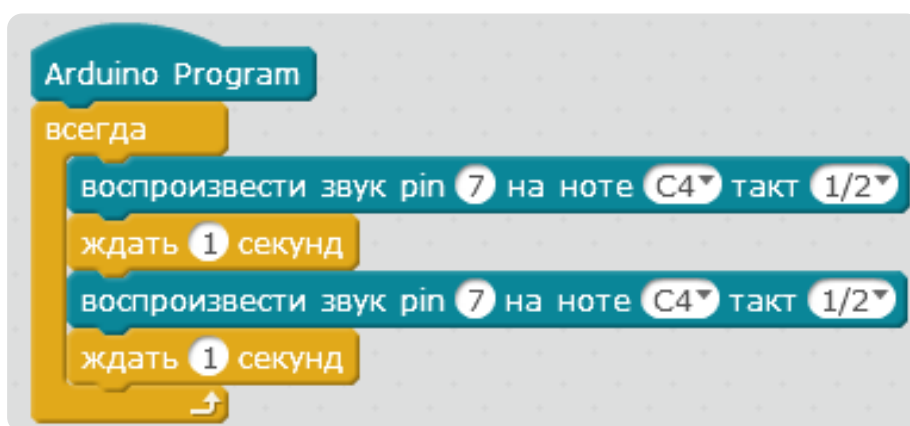 Arduino Program
всегда
воспроизвести звук pin 7 на ноте C4 такт 1/2
ждать 1 секунд
воспроизвести звук pin 7 на ноте C4 такт 1/2
ждать 1 секунд